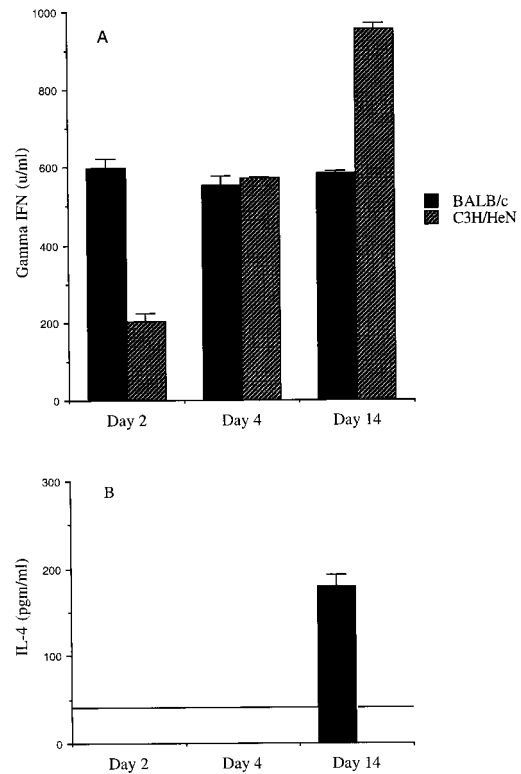 A
1000
800
600
400
200
0
Gamma IFN (u/ml)
Day 2 Day 4 Day 14
BALB/c
C3H/HeN
B
300
200
100
0
IL-4 (pgm/ml)
Day 2 Day 4 Day 14